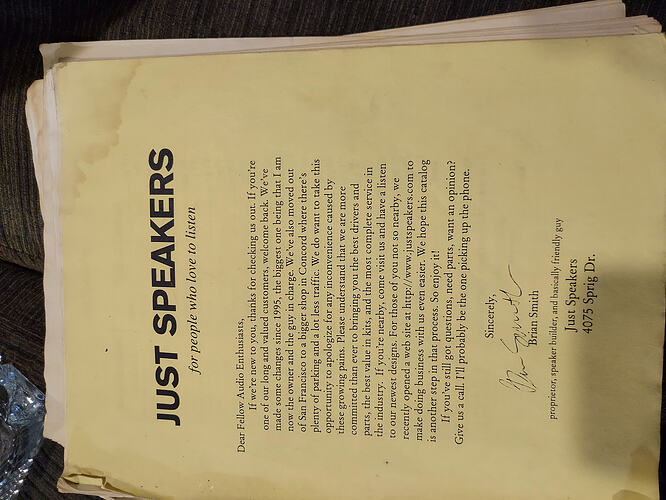 JUST SPEAKERS
for people who love to listen
Dear Fellow Audio Enthusiasts,
If we're new to you, thanks for checking us out. If you're
one of our long and valued customers, welcome back. We've
made some changes since 1995, the biggest one being that I am
now the owner and the guy in charge. We've also moved out
of San Francisco to a bigger shop in Concord where there's
plenty of parking and a lot less traffic. We do want to take this
opportunity to apologize for any inconvenience caused by
these growing pains. Please understand that we are more
committed than ever to bringing you the best drivers and
parts, the best value in kits, and the most complete service in
the industry. If you're nearby, come visit us and have a listen
to our newest designs. For those of you not so nearby, we
recently opened a web site at http://www.justspeakers.com to
make doing business with us even easier. We hope this catalog
is another step in that process. So enjoy it!
If you've still got questions, need parts, want an opinion?
Give us a call. I'll probably be the one picking up the phone.
Sincerely,
Brian Smith
Brian Smith
proprietor, speaker builder, and basically friendly guy
Just Speakers
4075 Sprig Dr.